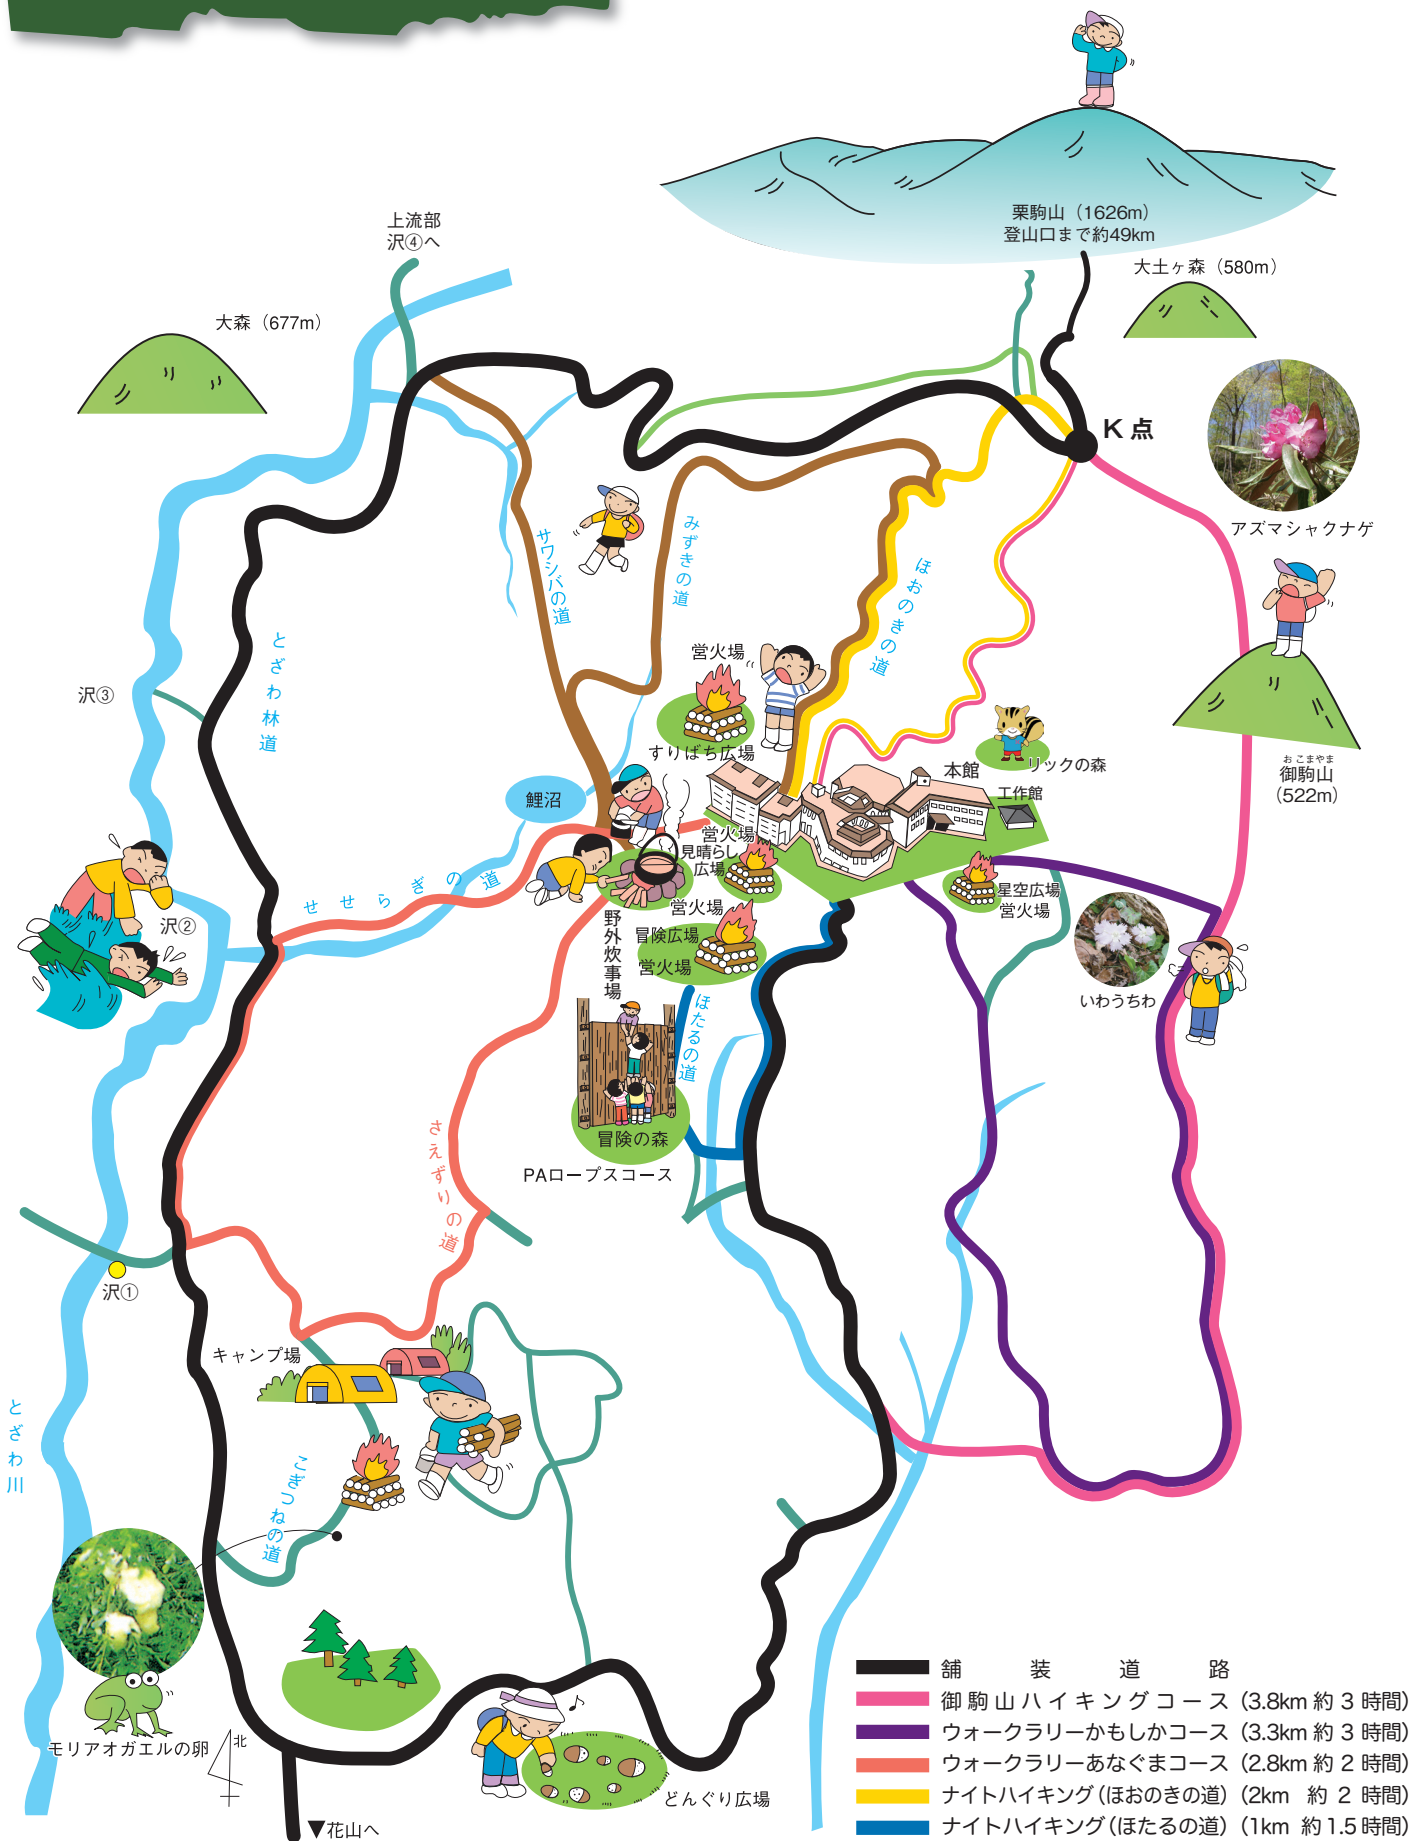 栗駒山（1626m）
登山口まで約49km
上流部
沢④へ
大土ヶ森（580m）
大森（677m）
K点
アズマシャクナゲ
サワシバの道
みずきの道
ほおのきの道
とざわ林道
沢③
営火場
すりばち広場
リックの森
本館
工作館
おこまやま
御駒山
(522m)
鯉沼
営火場
見晴らし
広場
せせらぎの道
沢②
営火場
冒険広場
営火場
野外炊事場
星空広場
営火場
いわうちわ
ほたるの道
冒険の森
PAロープスコース
さえずりの道
沢①
キャンプ場
とざわ川
こぎつねの道
モリアオガエルの卵
北
どんぐり広場
▼花山へ
舗装道路
御駒山ハイキングコース（3.8km 約3時間）
ウォークラリーかもしかコース（3.3km 約3時間）
ウォークラリーあなぐまコース（2.8km 約2時間）
ナイトハイキング（ほおのきの道）（2km 約2時間）
ナイトハイキング（ほたるの道）（1km 約1.5時間）